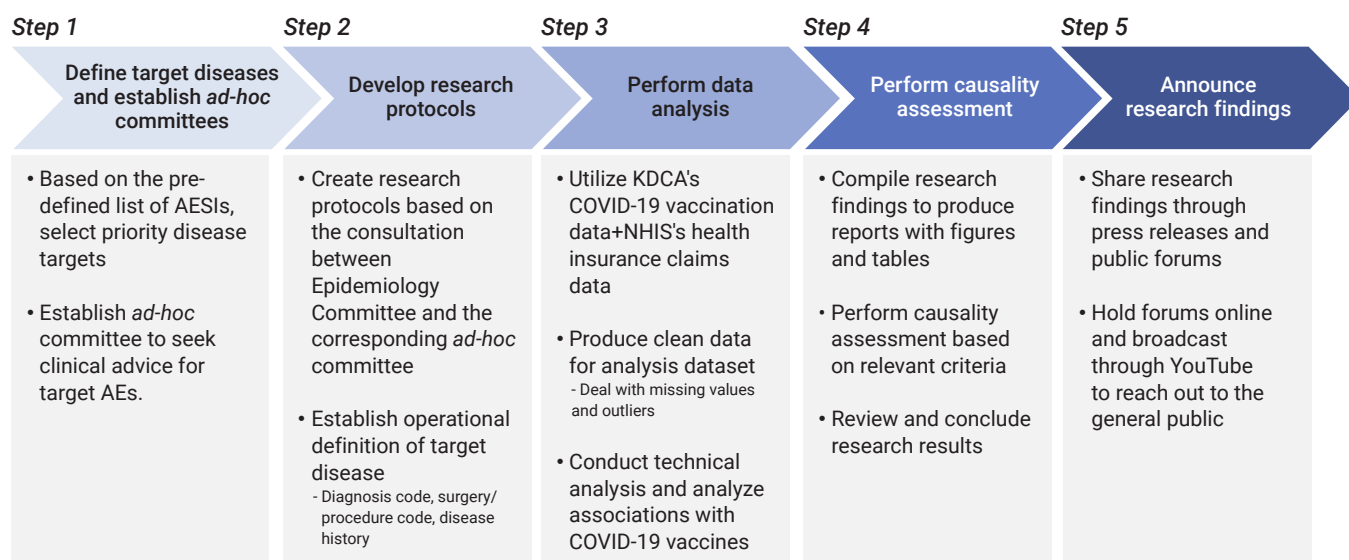 Step 1
Define target diseases
and establish ad-hoc
committees
• Based on the pre-
defined list of AESIs,
select priority disease
targets
• Establish ad-hoc
committee to seek
clinical advice for
target AEs.
Step 2
Develop research
protocols
• Create research
protocols based on
the consultation
between
Epidemiology
Committee and the
corresponding ad-hoc
committee
• Establish operational
definition of target
disease
- Diagnosis code, surgery/
procedure code, disease
history
Step 3
Perform data
analysis
• Utilize KDCA's
COVID-19 vaccination
data+NHIS's health
insurance claims
data
• Produce clean data
for analysis dataset
- Deal with missing values
and outliers
• Conduct technical
analysis and analyze
associations with
COVID-19 vaccines
Step 4
Perform causality
assessment
• Compile research
findings to produce
reports with figures
and tables
• Perform causality
assessment based
on relevant criteria
• Review and conclude
research results
Step 5
Announce
research findings
• Share research
findings through
press releases and
public forums
• Hold forums online
and broadcast
through YouTube
to reach out to the
general public